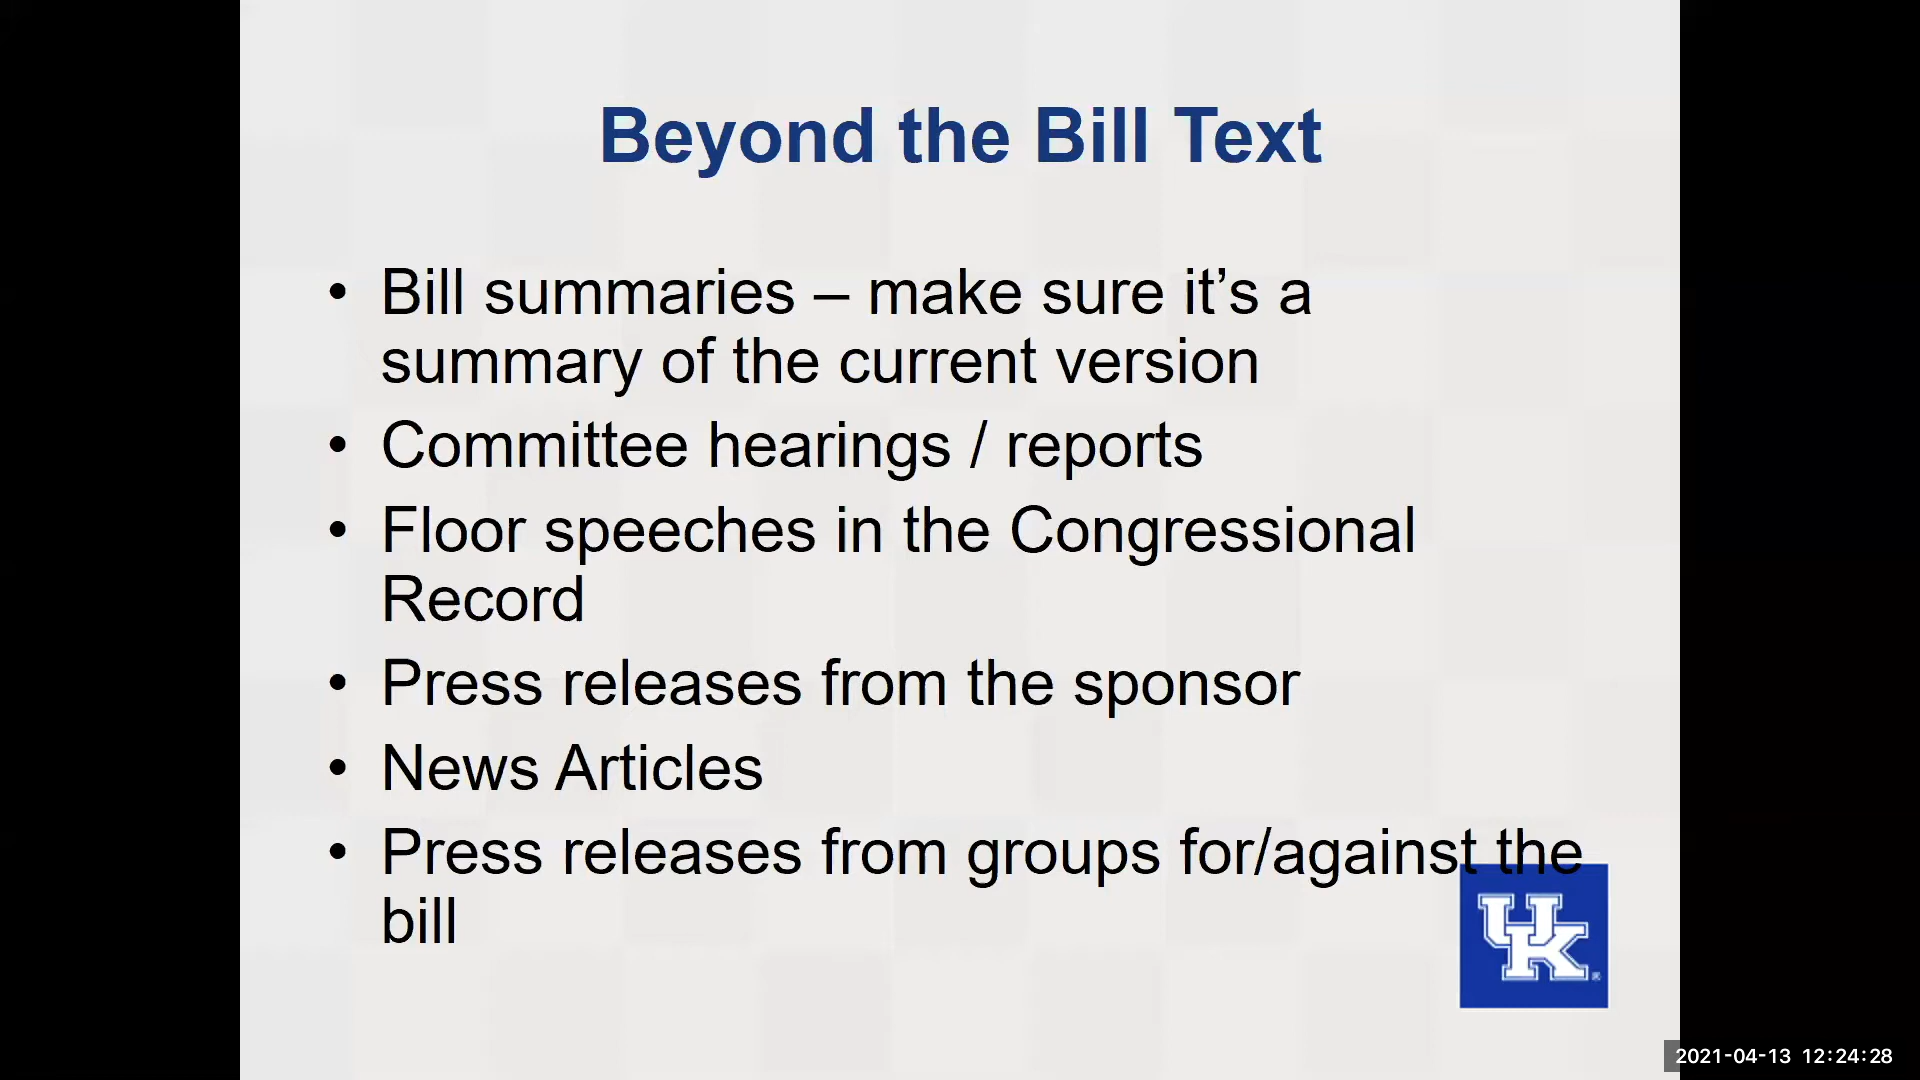 Beyond the Bill Text
• Bill summaries – make sure it’s a
summary of the current version
• Committee hearings / reports
• Floor speeches in the Congressional
Record
• Press releases from the sponsor
• News Articles
• Press releases from groups for/against the
bill
UK
2021-04-13 12:24:28